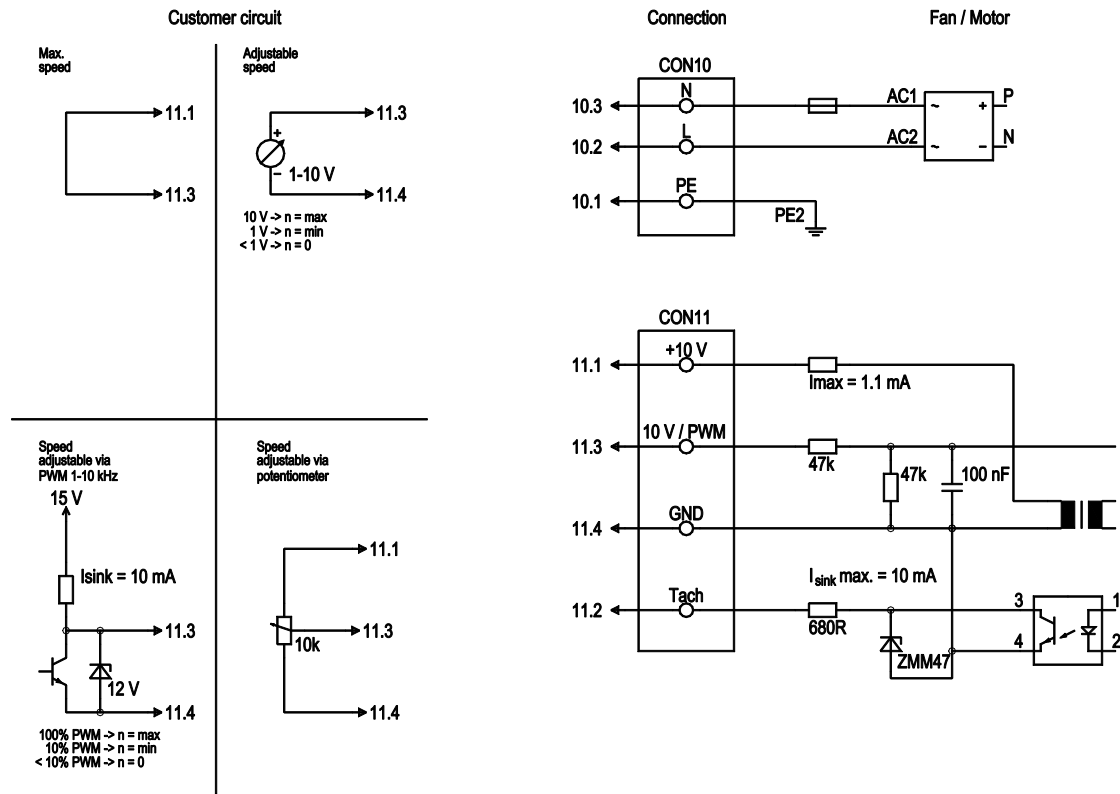 Customer circuit
Connection
Fan / Motor
Max.
speed
11.1
11.3
Adjustable
speed
11.3
+
−
1-10 V
11.4
10 V -> n = max
1 V -> n = min
< 1 V -> n = 0
CON10
N
10.3
AC1
~
+
P
L
10.2
AC2
~
−
N
PE
10.1
PE2
CON11
+10 V
11.1
Imax = 1.1 mA
10 V / PWM
11.3
47k
47k
100 nF
GND
11.4
Isink max. = 10 mA
Tach
11.2
680R
3
1
4
2
ZMM47
Speed
adjustable via
PWM 1-10 kHz
15 V
Isink = 10 mA
11.3
12 V
11.4
100% PWM -> n = max
10% PWM -> n = min
< 10% PWM -> n = 0
Speed
adjustable via
potentiometer
11.1
11.3
10k
11.4